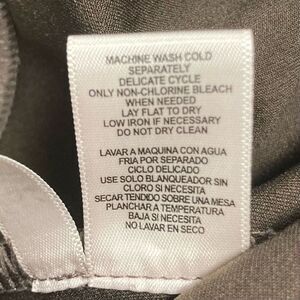 MACHINE WASH COLD
SEPARATELY
DELICATE CYCLE
ONLY NON-CHLORINE BLEACH
WHEN NEEDED
LAY FLAT TO DRY
LOW IRON IF NECESSARY
DO NOT DRY CLEAN
LAVAR A MAQUINA CON AGUA
FRIA POR SEPARADO
CICLO DELICADO
USE SOLO BLANQUEADOR SIN
CLORO SI NECESITA
SECAR TENDIDO SOBRE UNA MESA
PLANCHAR A TEMPERATURA
BAJA SI NECESITA
NO LAVAR EN SECO